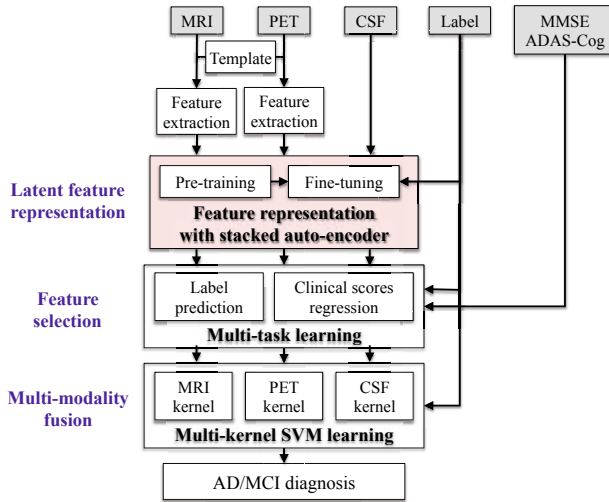 MRI
PET
CSF
Label
MMSE
ADAS-Cog
Template
Feature
extraction
Feature
extraction
Latent feature
representation
Pre-training
Fine-tuning
Feature representation
with stacked auto-encoder
Feature
selection
Label
prediction
Clinical scores
regression
Multi-task learning
Multi-modality
fusion
MRI
kernel
PET
kernel
CSF
kernel
Multi-kernel SVM learning
AD/MCI diagnosis